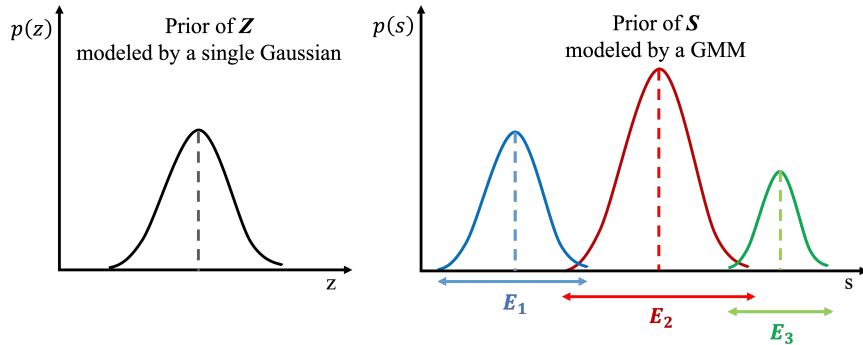 p(z)
Prior of Z
modeled by a single Gaussian
z
p(s)
Prior of S
modeled by a GMM
s
E₁
E₂
E₃